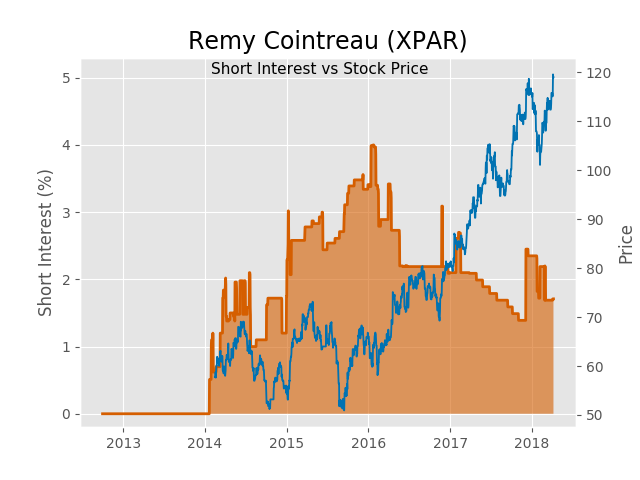 Remy Cointreau (XPAR)
Short Interest vs Stock Price
Short Interest (%)
5
4
3
2
1
0
120
110
100
90
80
70
60
50
Price
2013 2014 2015 2016 2017 2018